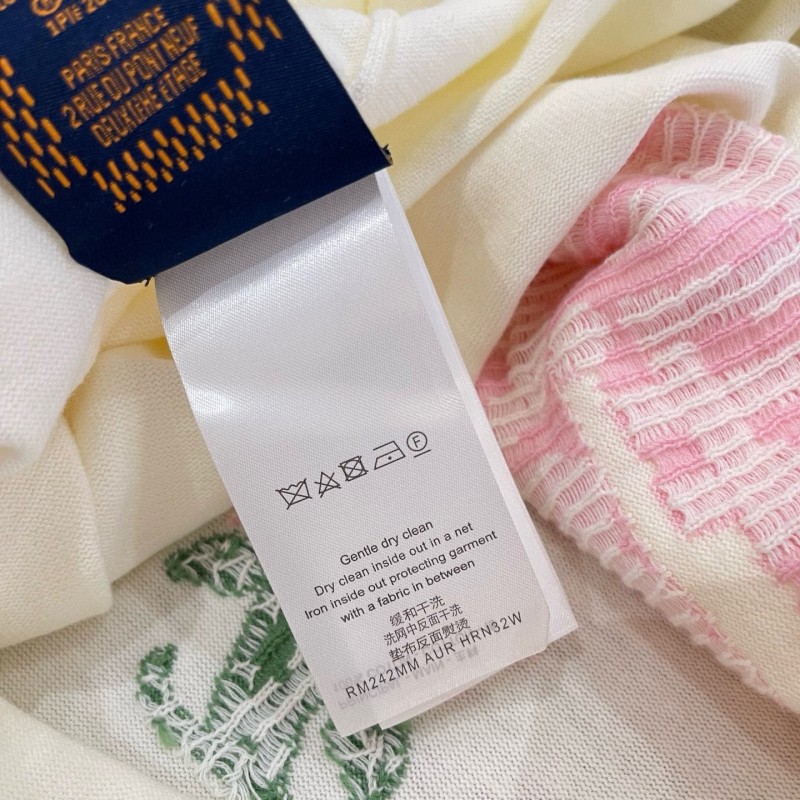 PARIS FRANCE
2 RUE DU PONT NEUF
DEUXIEME ETAGE
F
Gentle dry clean
Dry clean inside out in a net
Iron inside out protecting garment
with a fabric in between
缓和干洗
洗网中反面干洗
垫布反面熨烫
RM242MM AUR HRN32W